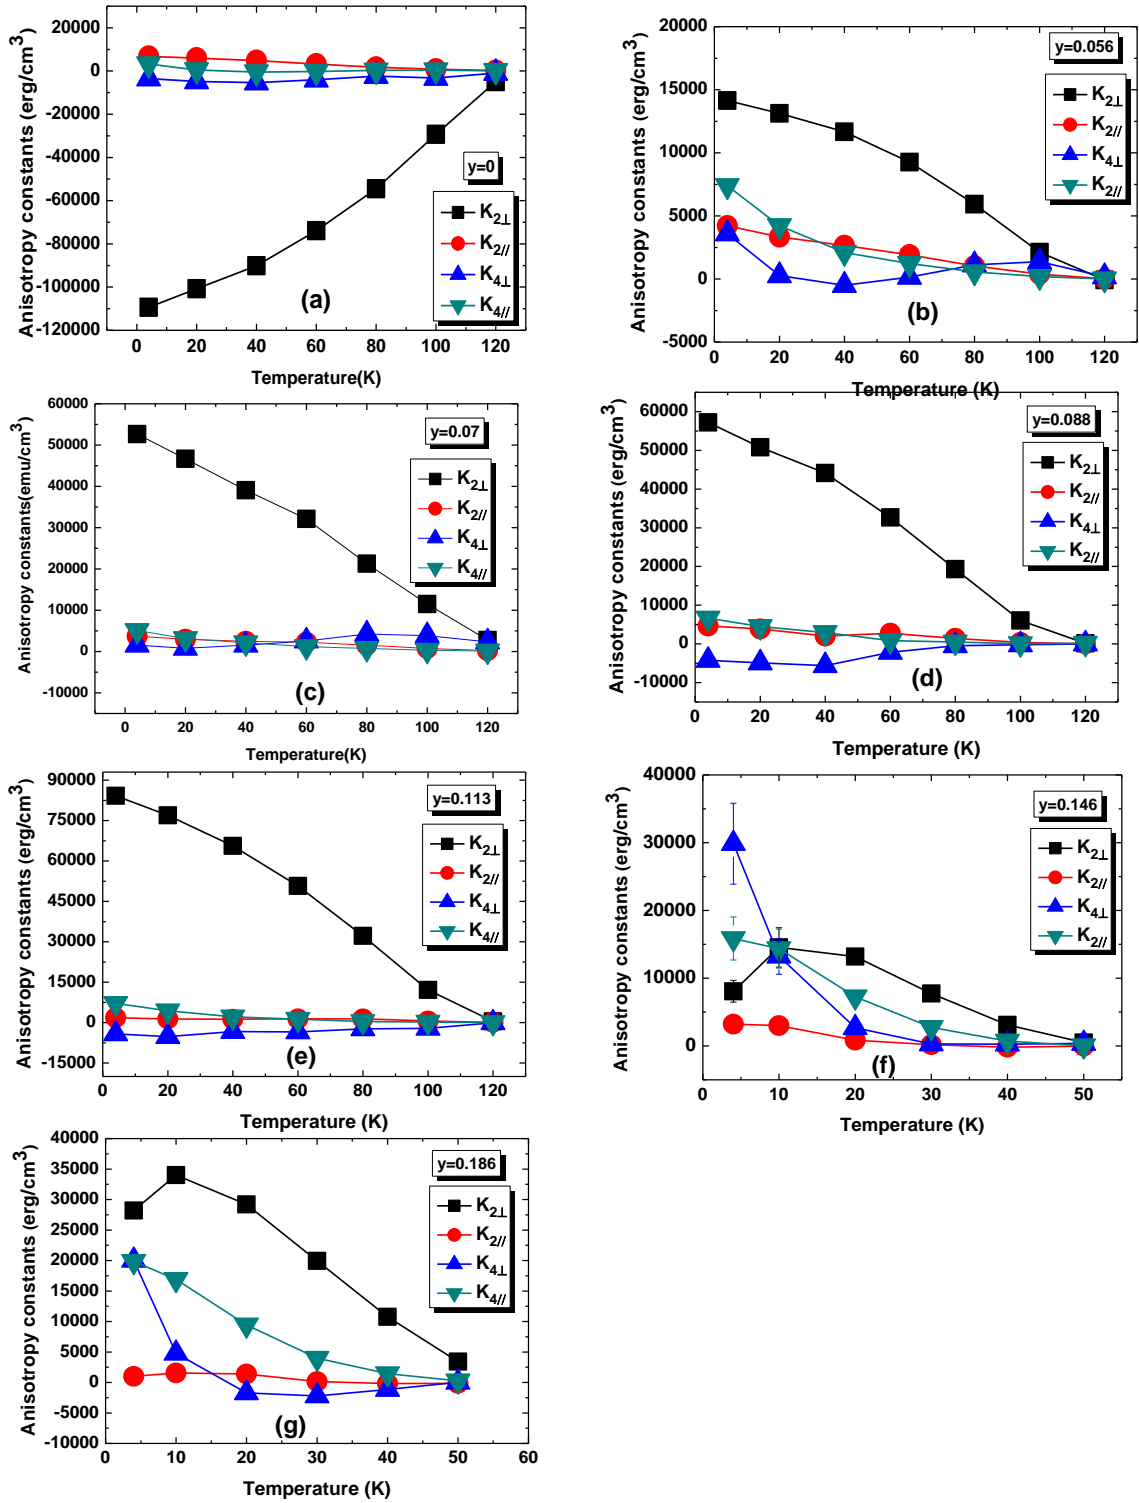 Anisotropy constants (erg/cm³)
20000
0
-20000
-40000
-60000
-80000
-100000
-120000
y=0
K2⊥
K2//
K4⊥
K4//
(a)
0 20 40 60 80 100 120
Temperature(K)
Anisotropy constants (erg/cm³)
20000
15000
10000
5000
0
-5000
y=0.056
K2⊥
K2//
K4⊥
K2//
(b)
0 20 40 60 80 100 120
Temperature (K)
Anisotropy constants(emu/cm³)
60000
50000
40000
30000
20000
10000
0
-10000
y=0.07
K2⊥
K2//
K4⊥
K4//
(c)
0 20 40 60 80 100 120
Temperature(K)
Anisotropy constants (erg/cm³)
60000
50000
40000
30000
20000
10000
0
-10000
y=0.088
K2⊥
K2//
K4⊥
K2//
(d)
0 20 40 60 80 100 120
Temperature (K)
Anisotropy constants (erg/cm³)
90000
75000
60000
45000
30000
15000
0
-15000
y=0.113
K2⊥
K2//
K4⊥
K4//
(e)
0 20 40 60 80 100 120
Temperature (K)
Anisotropy constants (erg/cm³)
40000
30000
20000
10000
0
y=0.146
K2⊥
K2//
K4⊥
K2//
(f)
0 10 20 30 40 50
Temperature (K)
Anisotropy constants (erg/cm³)
40000
35000
30000
25000
20000
15000
10000
5000
0
-5000
-10000
y=0.186
K2⊥
K2//
K4⊥
K4//
(g)
0 10 20 30 40 50 60
Temperature (K)